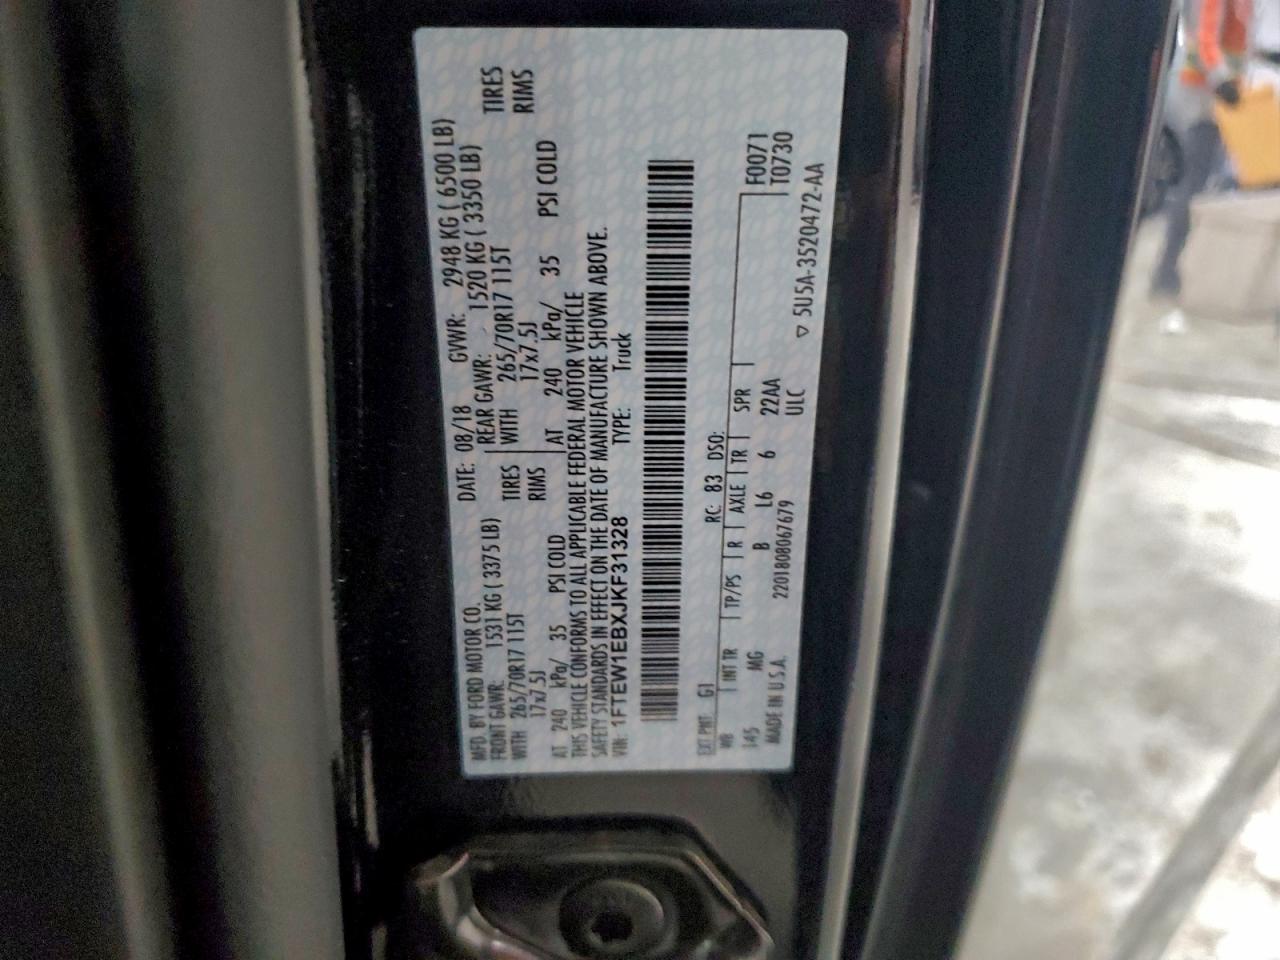 MFD. BY FORD MOTOR CO.
DATE: 08/18 GVWR: 2948 KG ( 6500 LB)
FRONT GAWR: 1531 KG ( 3375 LB)
REAR GAWR: 1520 KG ( 3350 LB)
WITH 265/70R17 115T TIRES
WITH 265/70R17 115T TIRES
17x7.5J RIMS
17x7.5J RIMS
AT 240 kPa/ 35 PSI COLD
AT 240 kPa/ 35 PSI COLD
THIS VEHICLE CONFORMS TO ALL APPLICABLE FEDERAL MOTOR VEHICLE
SAFETY STANDARDS IN EFFECT ON THE DATE OF MANUFACTURE SHOWN ABOVE.
VIN: 1FTEW1EBXJKF31328 TYPE: Truck
EXT PNT: G1 RC: 83 DSO: F0071
WB INT TR TP/PS R AXLE TR SPR T0730
145 MG B L6 6 22AA
ULC
MADE IN U.S.A. 2201808067679
▽ 5U5A-3520472-AA